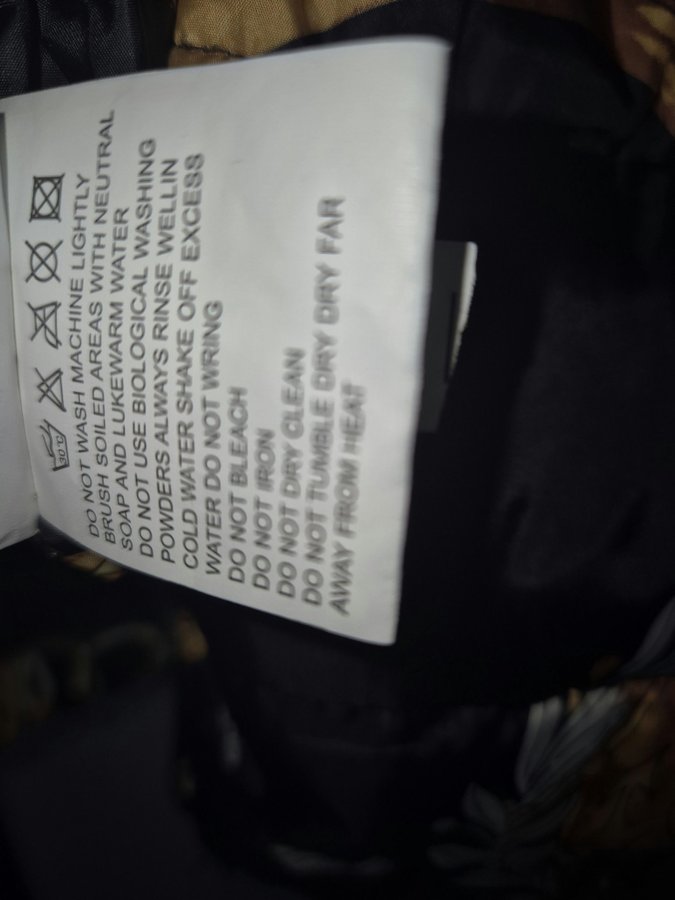 30°C
DO NOT WASH MACHINE LIGHTLY
BRUSH SOILED AREAS WITH NEUTRAL
SOAP AND LUKEWARM WATER
DO NOT USE BIOLOGICAL WASHING
POWDERS ALWAYS RINSE WELLIN
COLD WATER SHAKE OFF EXCESS
WATER DO NOT WRING
DO NOT BLEACH
DO NOT IRON
DO NOT DRY CLEAN
DO NOT TUMBLE DRY DRY FAR
AWAY FROM HEAT